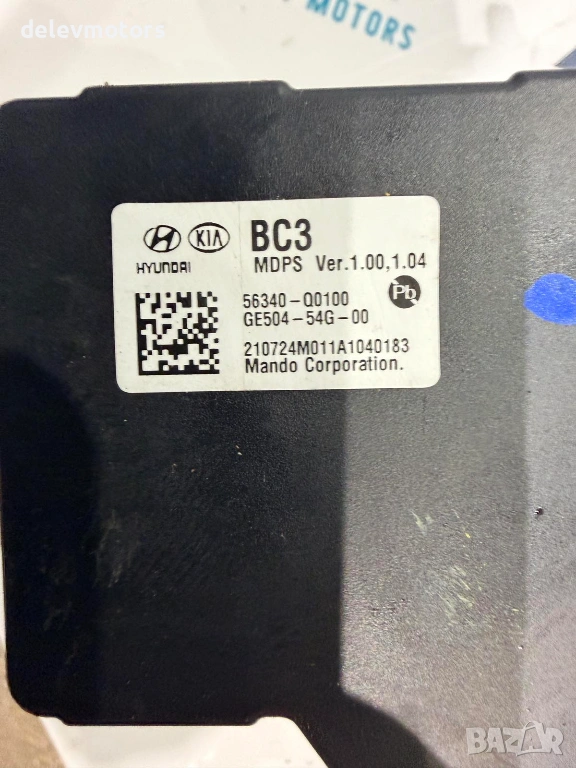 delevmotors
MOTORS
HYUNDAI
KIA
BC3
MDPS Ver.1.00,1.04
56340-Q0100
Pb
GE504-54G-00
210724M011A1040183
Mando Corporation.
BAZAR